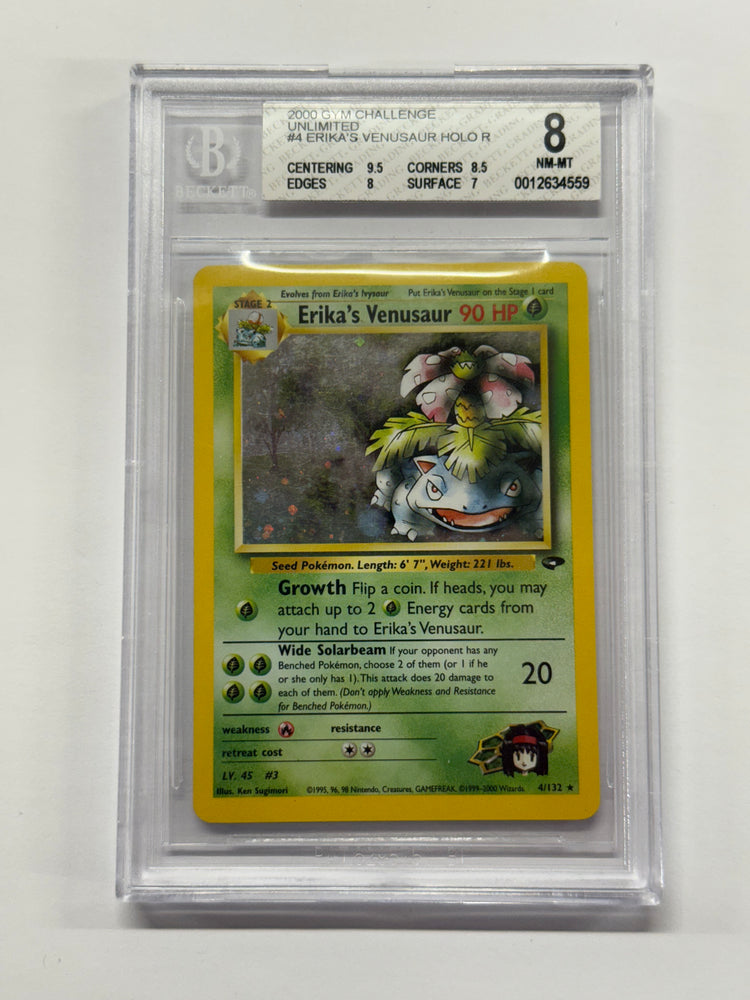 2000 GYM CHALLENGE
UNLIMITED
#4 ERIKA'S VENUSAUR HOLO R
8
NM-MT
CENTERING 9.5 CORNERS 8.5
EDGES 8 SURFACE 7
0012634559
B
BECKETT®
Evolves from Erika's Ivysaur Put Erika's Venusaur on the Stage 1 card
STAGE 2
Erika's Venusaur 90 HP
Seed Pokémon. Length: 6' 7", Weight: 221 lbs.
Growth Flip a coin. If heads, you may
attach up to 2 Energy cards from
your hand to Erika's Venusaur.
Wide Solarbeam If your opponent has any
Benched Pokémon, choose 2 of them (or 1 if he
or she only has 1). This attack does 20 damage to
each of them. (Don't apply Weakness and Resistance
for Benched Pokémon.)
20
weakness resistance
retreat cost
LV. 45 #3
Illus. Ken Sugimori ©1995, 96, 98 Nintendo, Creatures, GAMEFREAK. ©1999-2000 Wizards. 4/132 ★